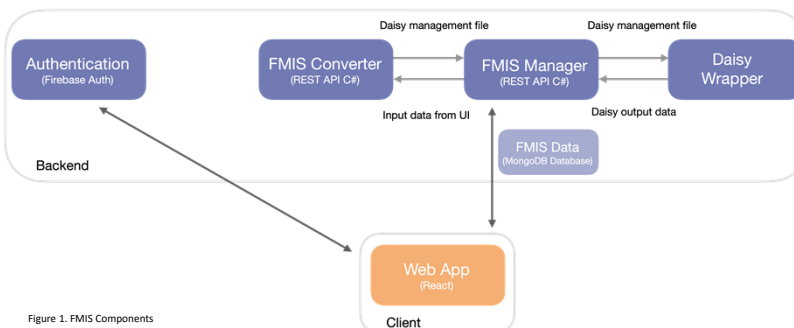 Daisy management file
Daisy management file
Authentication
(Firebase Auth)
FMIS Converter
(REST API C#)
FMIS Manager
(REST API C#)
Daisy
Wrapper
Input data from UI
Daisy output data
FMIS Data
(MongoDB Database)
Backend
Web App
(React)
Figure 1. FMIS Components
Client